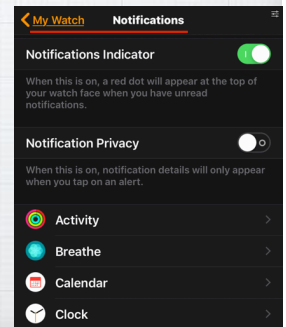 My Watch Notifications
Notifications Indicator
When this is on, a red dot will appear at the top of
your watch face when you have unread
notifications.
Notification Privacy
When this is on, notification details will only appear
when you tap on an alert.
Activity
Breathe
Calendar
Clock